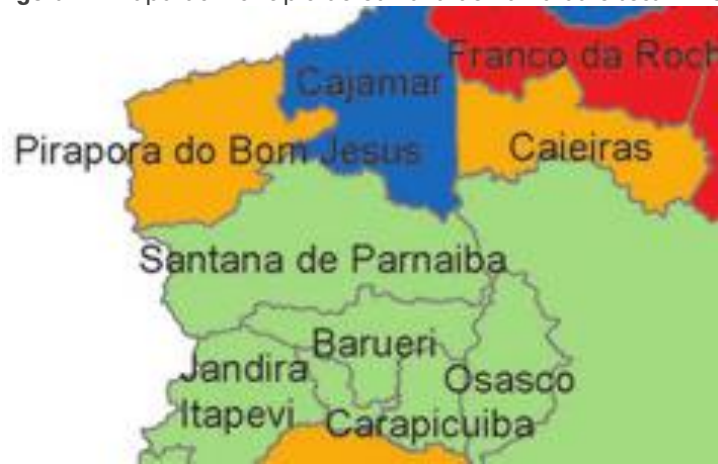 Franco da Roch
Cajamar
Pirapora do Bom Jesus
Caieiras
Santana de Parnaiba
Barueri
Jandira
Osasco
Itapevi
Carapicuiba